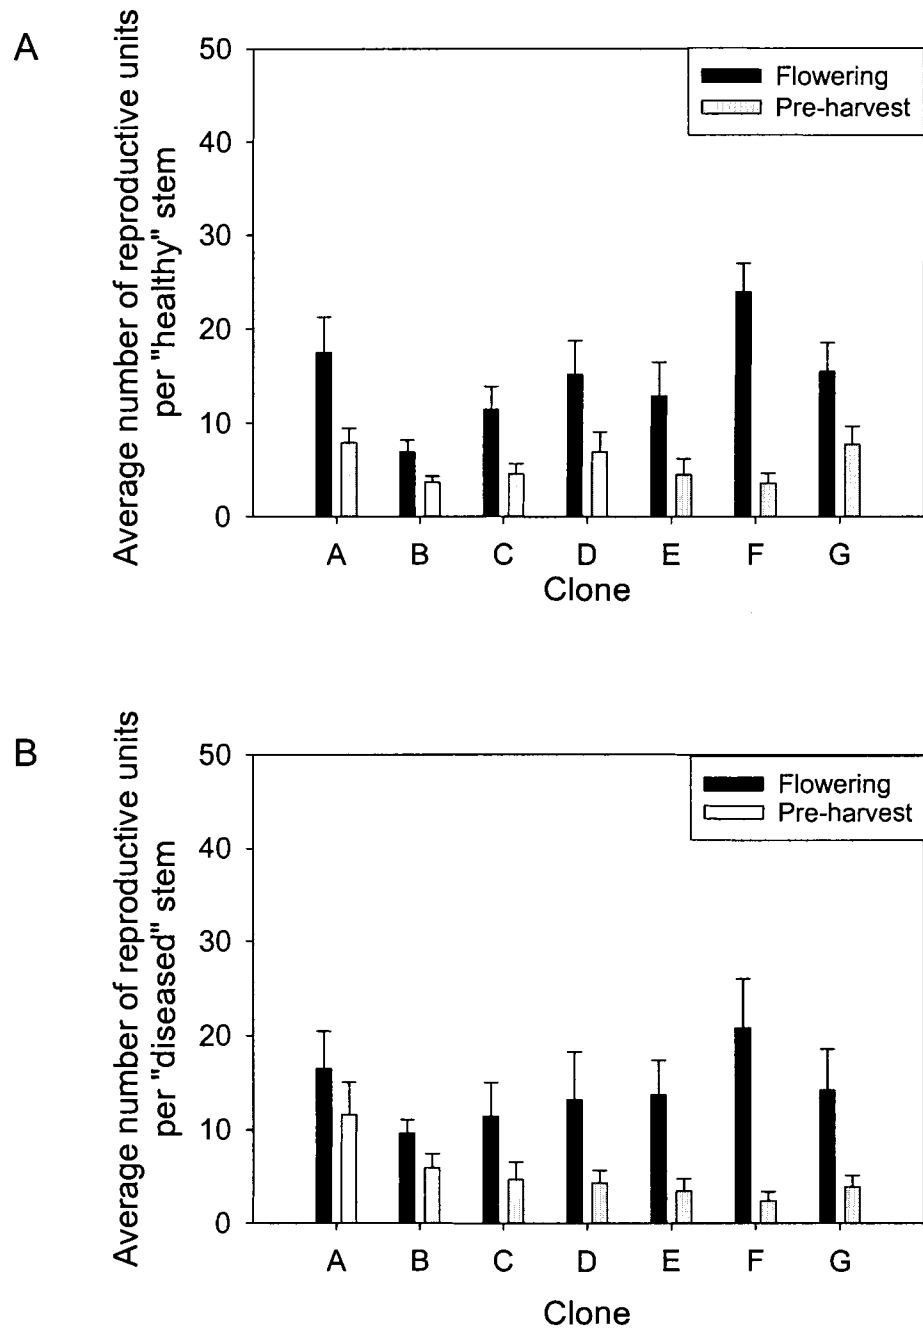 A
Average number of reproductive units
per "healthy" stem
50
40
30
20
10
0
Flowering
Pre-harvest
A B C D E F G
Clone
B
Average number of reproductive units
per "diseased" stem
50
40
30
20
10
0
Flowering
Pre-harvest
A B C D E F G
Clone